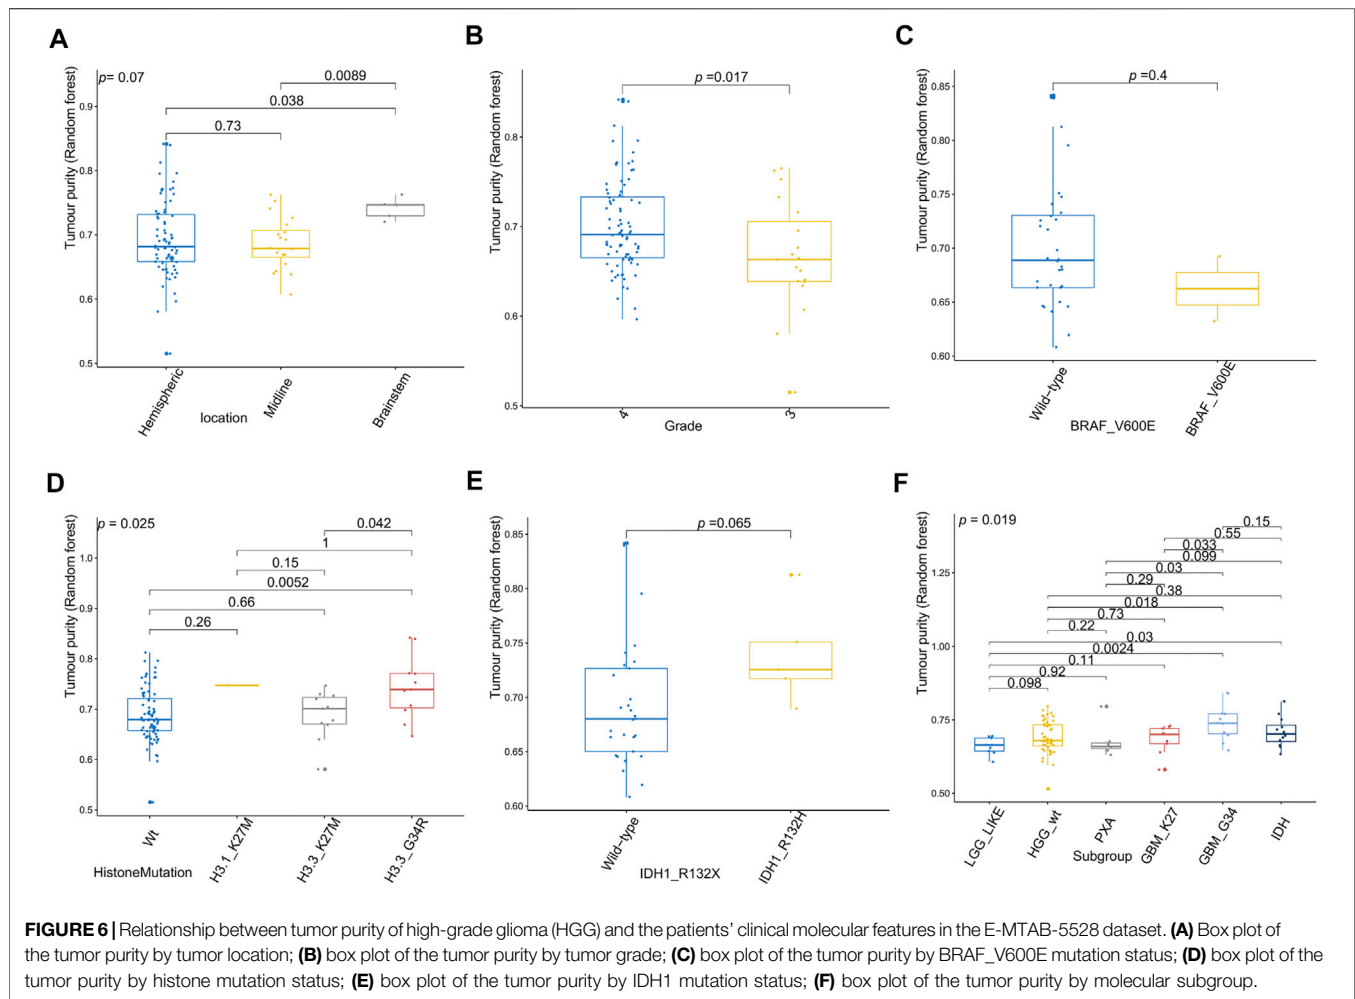 A
p= 0.07
0.0089
0.038
0.73
Tumour purity (Random forest)
0.9
0.8
0.7
0.6
0.5
Hemispheric
Midline
Brainstem
location
B
p =0.017
Tumour purity (Random forest)
0.8
0.7
0.6
0.5
4
3
Grade
C
p =0.4
Tumour purity (Random forest)
0.85
0.80
0.75
0.70
0.65
0.60
Wild-type
BRAF_V600E
BRAF_V600E
D
p = 0.025
0.042
1
0.15
0.0052
0.66
0.26
Tumour purity (Random forest)
1.0
0.9
0.8
0.7
0.6
0.5
Wt
H3.1_K27M
H3.3_K27M
H3.3_G34R
HistoneMutation
E
p =0.065
Tumour purity (Random forest)
0.85
0.80
0.75
0.70
0.65
0.60
Wild-type
IDH1_R132H
IDH1_R132X
F
p = 0.019
0.15
0.55
0.033
0.099
0.03
0.29
0.38
0.018
0.73
0.22
0.03
0.0024
0.11
0.92
0.098
Tumour purity (Random forest)
1.25
1.00
0.75
0.50
LGG_LIKE
HGG_wt
PXA
GBM_K27
GBM_G34
IDH
Subgroup
FIGURE 6 | Relationship between tumor purity of high-grade glioma (HGG) and the patients' clinical molecular features in the E-MTAB-5528 dataset. (A) Box plot of
the tumor purity by tumor location; (B) box plot of the tumor purity by tumor grade; (C) box plot of the tumor purity by BRAF_V600E mutation status; (D) box plot of the
tumor purity by histone mutation status; (E) box plot of the tumor purity by IDH1 mutation status; (F) box plot of the tumor purity by molecular subgroup.